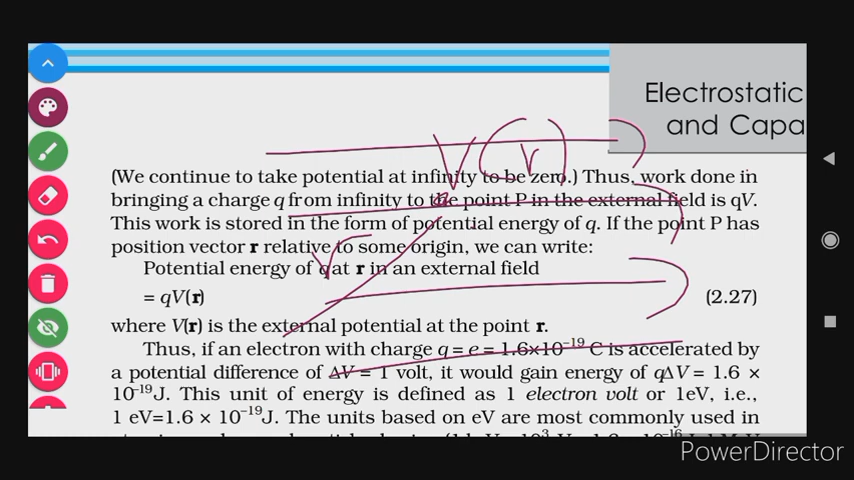 Electrostatic
and Capa
V(r)
(We continue to take potential at infinity to be zero.) Thus, work done in
bringing a charge q from infinity to the point P in the external field is qV.
This work is stored in the form of potential energy of q. If the point P has
position vector r relative to some origin, we can write:
Potential energy of q at r in an external field
= qV(r) (2.27)
where V(r) is the external potential at the point r.
Thus, if an electron with charge q = e = 1.6×10⁻¹⁹ C is accelerated by
a potential difference of ΔV = 1 volt, it would gain energy of qΔV = 1.6 ×
10⁻¹⁹J. This unit of energy is defined as 1 electron volt or 1eV, i.e.,
1 eV=1.6 × 10⁻¹⁹J. The units based on eV are most commonly used in
PowerDirector